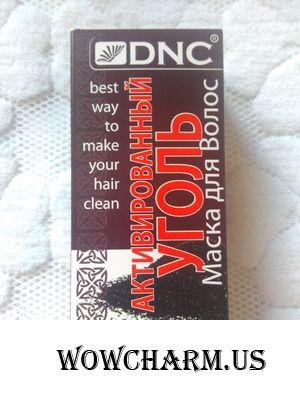 DNC®
best
way
to
make
your
hair
clean
АКТИВИРОВАННЫЙ
УГОЛЬ
Маска для Волос
WOWCHARM.US